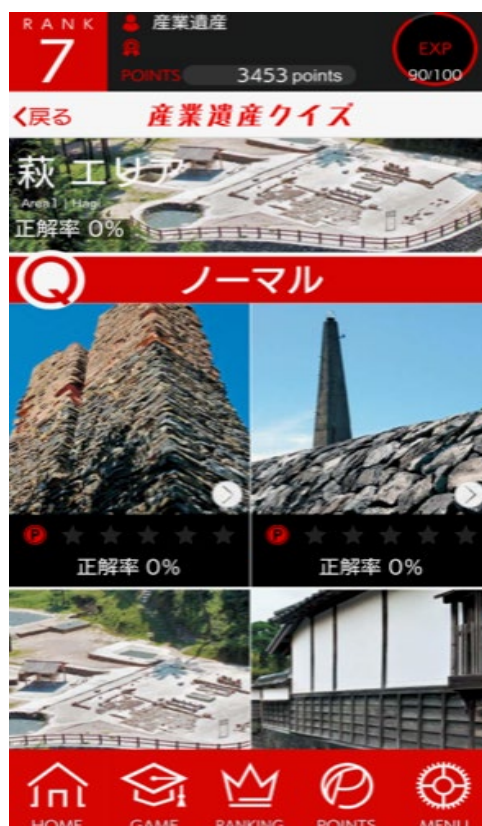 RANK
7
産業遺産
POINTS 3453 points
EXP
90/100
戻る
産業遺産クイズ
萩 エリア
Area1 | Hagi
正解率 0%
Q ノーマル
P
正解率 0%
P
正解率 0%
HOME GAME RANKING POINTS MENU